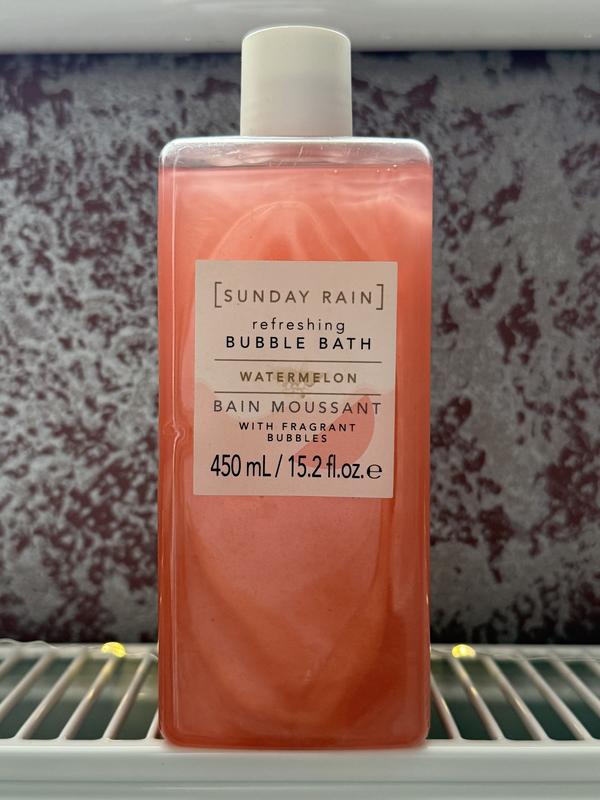 [SUNDAY RAIN]
refreshing
BUBBLE BATH
WATERMELON
BAIN MOUSSANT
WITH FRAGRANT
BUBBLES
450 mL / 15.2 fl.oz.℮